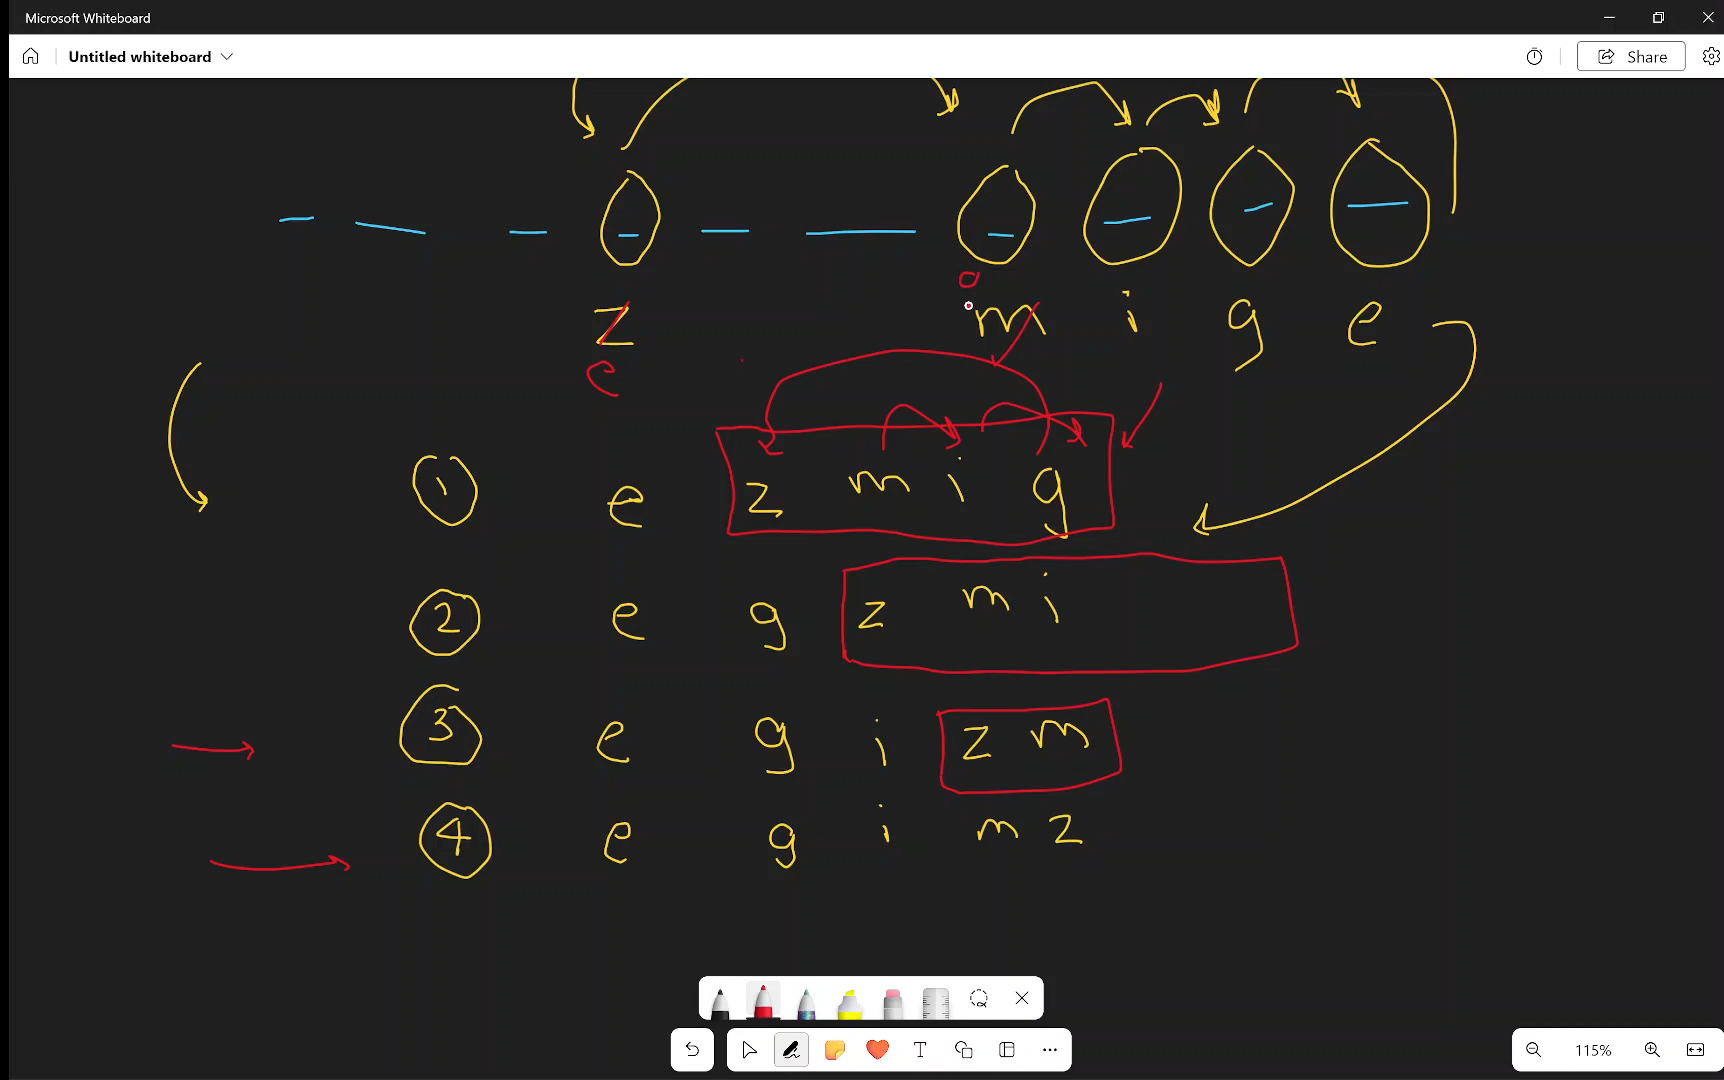 Microsoft Whiteboard
Untitled whiteboard
Share
z m i g e
e
1 e z m i g
2 e g z m i
3 e g i z m
4 e g i m z
T
115%